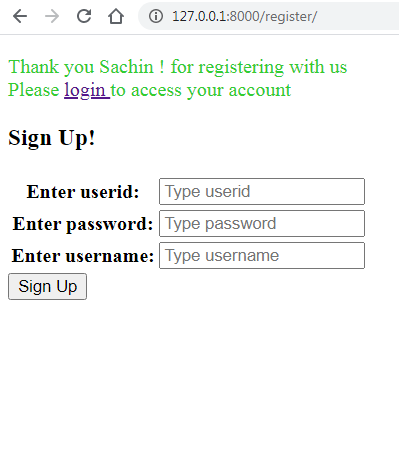 127.0.0.1:8000/register/
Thank you Sachin ! for registering with us
Please login to access your account
Sign Up!
Enter userid: Type userid
Enter password: Type password
Enter username: Type username
Sign Up